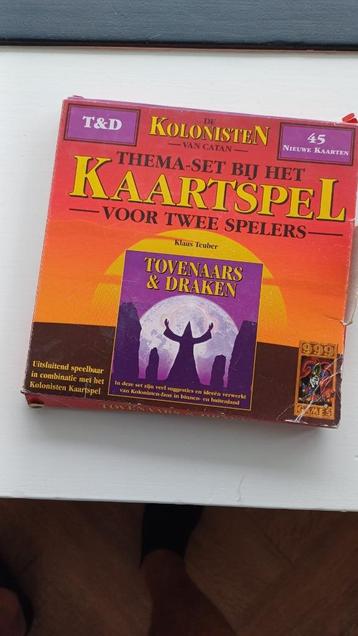 T&D
DE
KOLONISTEN
VAN CATAN
45
NIEUWE KAARTEN
THEMA-SET BIJ HET
KAARTSPEL
VOOR TWEE SPELERS
Klaus Teuber
TOVENAARS
& DRAKEN
In deze set zijn veel suggesties en ideeën verwerkt
van Kolonisten-fans in binnen- en buitenland
Uitsluitend speelbaar
in combinatie met het
Kolonisten Kaartspel
999
GAMES
TOVENAARS & DRAKEN